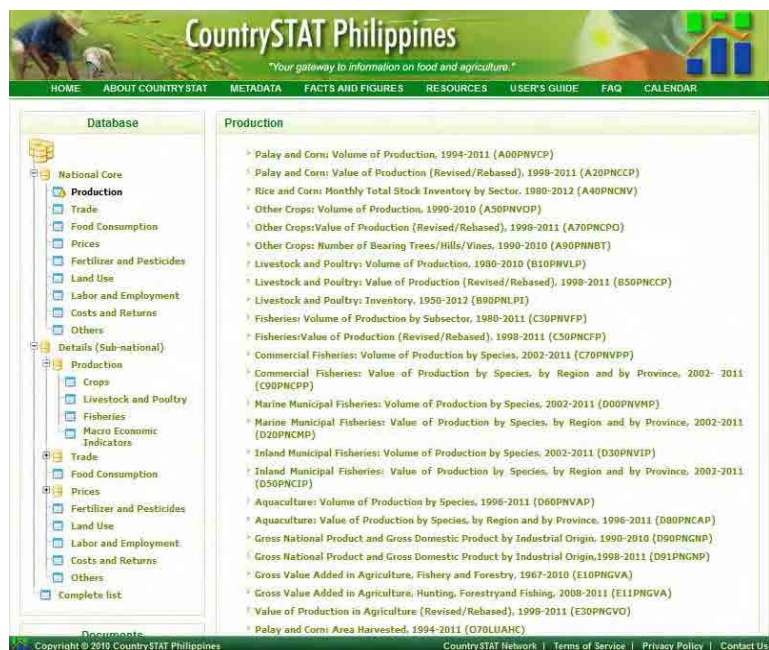 CountrySTAT Philippines
"Your gateway to information on food and agriculture."
HOME ABOUT COUNTRYSTAT METADATA FACTS AND FIGURES RESOURCES USER'S GUIDE FAQ CALENDAR
Database
National Core
Production
Trade
Food Consumption
Prices
Fertilizer and Pesticides
Land Use
Labor and Employment
Costs and Returns
Others
Details (Sub-national)
Production
Crops
Livestock and Poultry
Fisheries
Macro Economic
Indicators
Trade
Food Consumption
Prices
Fertilizer and Pesticides
Land Use
Labor and Employment
Costs and Returns
Others
Complete list
Documents
Production
Palay and Corn: Volume of Production, 1994-2011 (A00PNVCP)
Palay and Corn: Value of Production (Revised/Rebased), 1998-2011 (A20PNCCP)
Rice and Corn: Monthly Total Stock Inventory by Sector, 1980-2012 (A40PNCNV)
Other Crops: Volume of Production, 1990-2010 (A50PNVOP)
Other Crops:Value of Production (Revised/Rebased), 1998-2011 (A70PNCPO)
Other Crops: Number of Bearing Trees/Hills/Vines, 1990-2010 (A90PNNBT)
Livestock and Poultry: Volume of Production, 1980-2010 (B10PNVLP)
Livestock and Poultry: Value of Production (Revised/Rebased), 1998-2011 (B50PNCCP)
Livestock and Poultry: Inventory, 1950-2012 (B90PNLPI)
Fisheries: Volume of Production by Subsector, 1980-2011 (C30PNVFP)
Fisheries:Value of Production (Revised/Rebased), 1998-2011 (C50PNCFP)
Commercial Fisheries: Volume of Production by Species, 2002-2011 (C70PNVPP)
Commercial Fisheries: Value of Production by Species, by Region and by Province, 2002- 2011
(C90PNCPP)
Marine Municipal Fisheries: Volume of Production by Species, 2002-2011 (D00PNVMP)
Marine Municipal Fisheries: Value of Production by Species, by Region and by Province, 2002-2011
(D20PNCMP)
Inland Municipal Fisheries: Volume of Production by Species, 2002-2011 (D30PNVIP)
Inland Municipal Fisheries: Value of Production by Species, by Region and by Province, 2002-2011
(D50PNCIP)
Aquaculture: Volume of Production by Species, 1996-2011 (D60PNVAP)
Aquaculture: Value of Production by Species, by Region and by Province, 1996-2011 (D80PNCAP)
Gross National Product and Gross Domestic Product by Industrial Origin, 1990-2010 (D90PNGNP)
Gross National Product and Gross Domestic Product by Industrial Origin,1998-2011 (D91PNGNP)
Gross Value Added in Agriculture, Fishery and Forestry, 1967-2010 (E10PNGVA)
Gross Value Added in Agriculture, Hunting, Forestryand Fishing, 2008-2011 (E11PNGVA)
Value of Production in Agriculture (Revised/Rebased), 1998-2011 (E30PNGVO)
Palay and Corn: Area Harvested, 1994-2011 (O70LUAHC)
Copyright © 2010 CountrySTAT Philippines CountrySTAT Network | Terms of Service | Privacy Policy | Contact Us